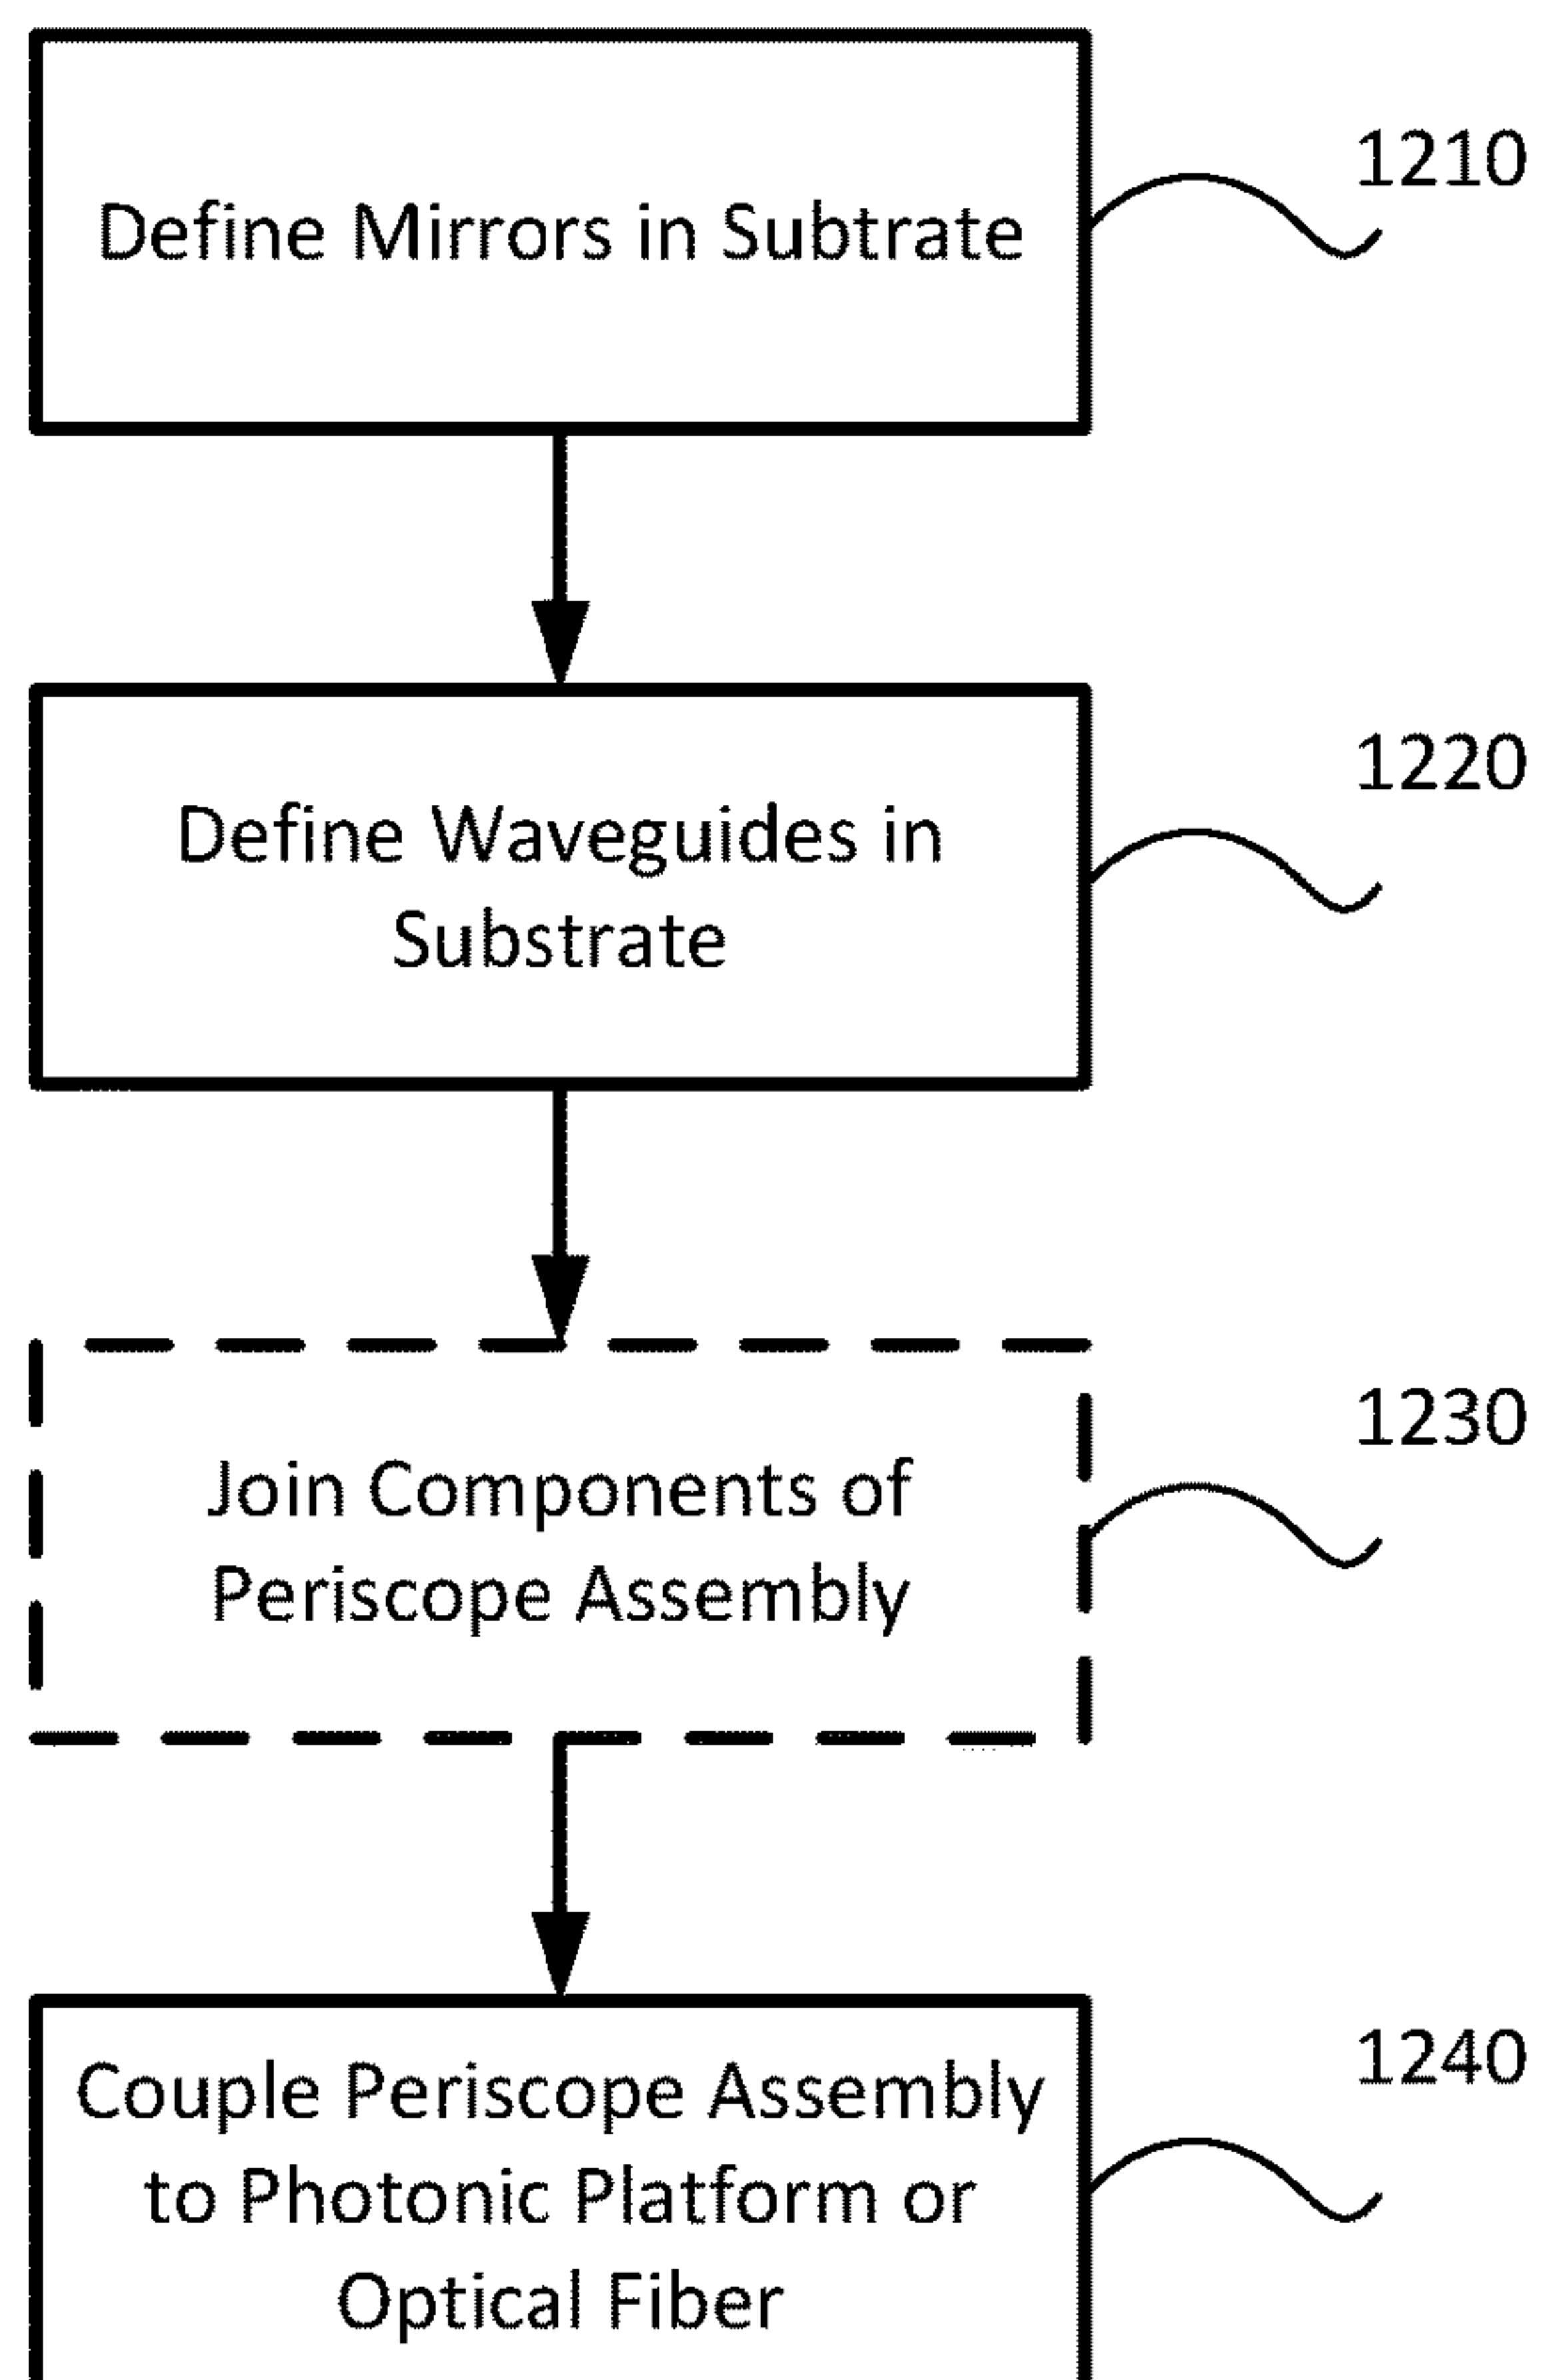 1210
Define Mirrors in Subtrate
1220
Define Waveguides in
Substrate
1230
Join Components of
Periscope Assembly
1240
Couple Periscope Assembly
to Photonic Platform or
Optical Fiber